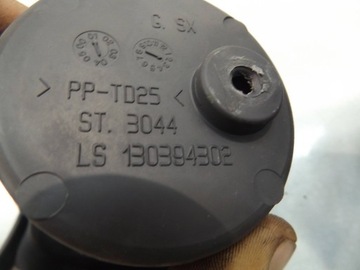 G. SX
> PP-TD25 <
ST. 3044
LS 130394302